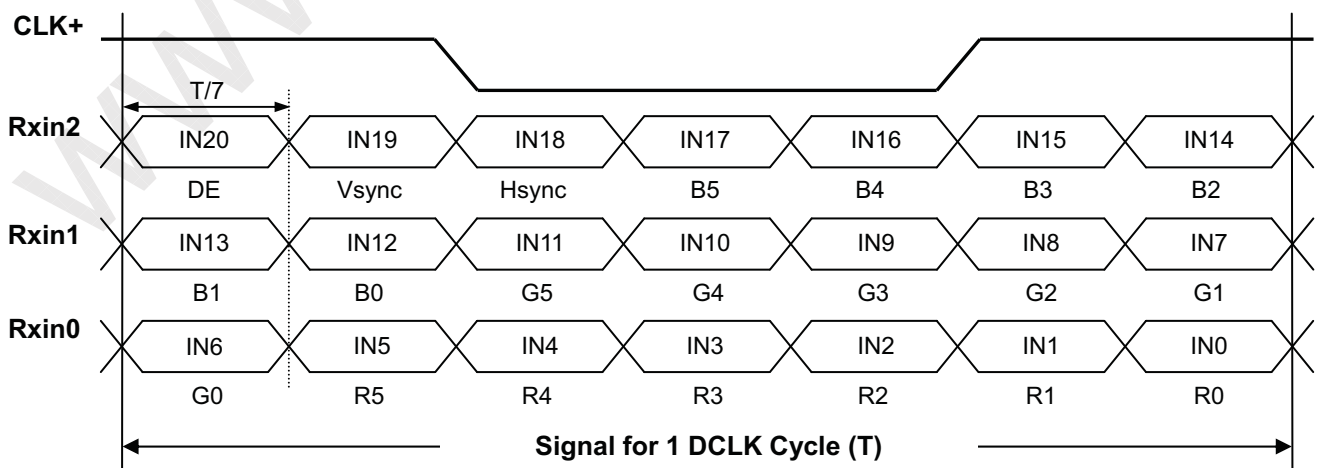 CLK+
T/7
Rxin2 IN20 IN19 IN18 IN17 IN16 IN15 IN14
DE Vsync Hsync B5 B4 B3 B2
Rxin1 IN13 IN12 IN11 IN10 IN9 IN8 IN7
B1 B0 G5 G4 G3 G2 G1
Rxin0 IN6 IN5 IN4 IN3 IN2 IN1 IN0
G0 R5 R4 R3 R2 R1 R0
Signal for 1 DCLK Cycle (T)